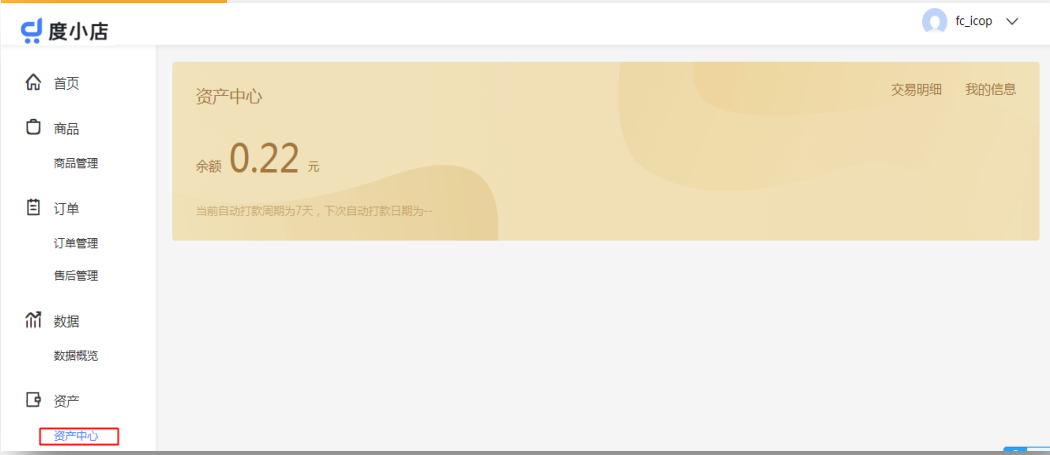 度小店
fc_icop
首页
商品
商品管理
订单
订单管理
售后管理
数据
数据概览
资产
资产中心
资产中心
交易明细 我的信息
余额 0.22 元
当前自动打款周期为7天，下次自动打款日期为--